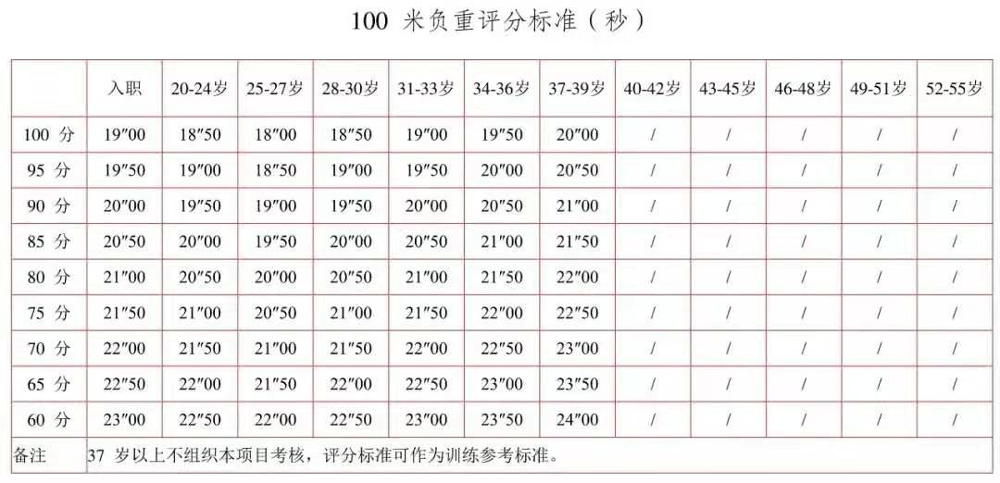 100 米负重评分标准（秒）
入职 20-24岁 25-27岁 28-30岁 31-33岁 34-36岁 37-39岁 40-42岁 43-45岁 46-48岁 49-51岁 52-55岁
100 分 19″00 18″50 18″00 18″50 19″00 19″50 20″00 / / / / /
95 分 19″50 19″00 18″50 19″00 19″50 20″00 20″50 / / / / /
90 分 20″00 19″50 19″00 19″50 20″00 20″50 21″00 / / / / /
85 分 20″50 20″00 19″50 20″00 20″50 21″00 21″50 / / / / /
80 分 21″00 20″50 20″00 20″50 21″00 21″50 22″00 / / / / /
75 分 21″50 21″00 20″50 21″00 21″50 22″00 22″50 / / / / /
70 分 22″00 21″50 21″00 21″50 22″00 22″50 23″00 / / / / /
65 分 22″50 22″00 21″50 22″00 22″50 23″00 23″50 / / / / /
60 分 23″00 22″50 22″00 22″50 23″00 23″50 24″00 / / / / /
备注 37 岁以上不组织本项目考核，评分标准可作为训练参考标准。